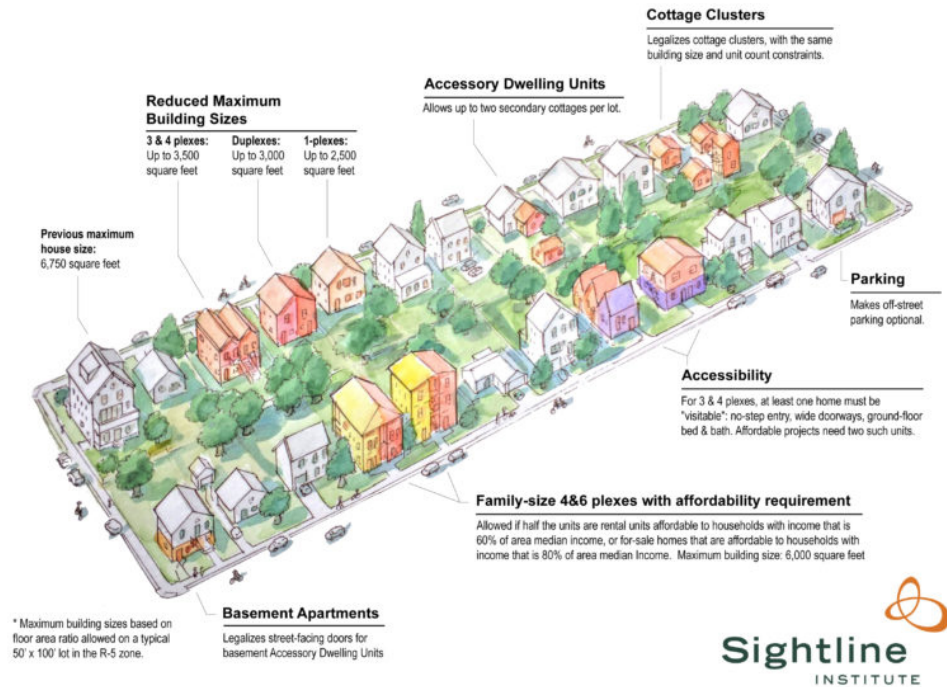 Cottage Clusters
Legalizes cottage clusters, with the same
building size and unit count constraints.
Accessory Dwelling Units
Allows up to two secondary cottages per lot.
Reduced Maximum
Building Sizes
3 & 4 plexes:
Up to 3,500
square feet
Duplexes:
Up to 3,000
square feet
1-plexes:
Up to 2,500
square feet
Previous maximum
house size:
6,750 square feet
Parking
Makes off-street
parking optional.
Accessibility
For 3 & 4 plexes, at least one home must be
"visitable": no-step entry, wide doorways, ground-floor
bed & bath. Affordable projects need two such units.
Family-size 4&6 plexes with affordability requirement
Allowed if half the units are rental units affordable to households with income that is
60% of area median income, or for-sale homes that are affordable to households with
income that is 80% of area median Income. Maximum building size: 6,000 square feet
Basement Apartments
Legalizes street-facing doors for
basement Accessory Dwelling Units
* Maximum building sizes based on
floor area ratio allowed on a typical
50' x 100' lot in the R-5 zone.
Sightline
INSTITUTE